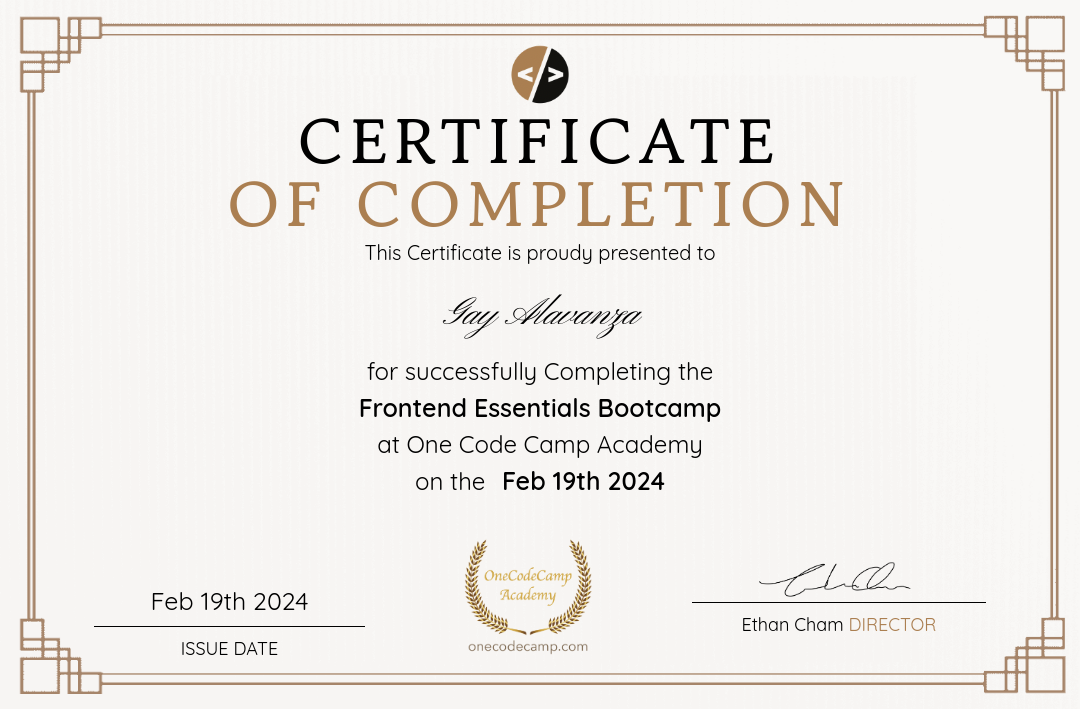 CERTIFICATE
OF COMPLETION
This Certificate is proudy presented to
Gay Alavanza
for successfully Completing the
Frontend Essentials Bootcamp
at One Code Camp Academy
on the Feb 19th 2024
OneCodeCamp
Academy
onecodecamp.com
Feb 19th 2024
ISSUE DATE
Ethan Cham DIRECTOR